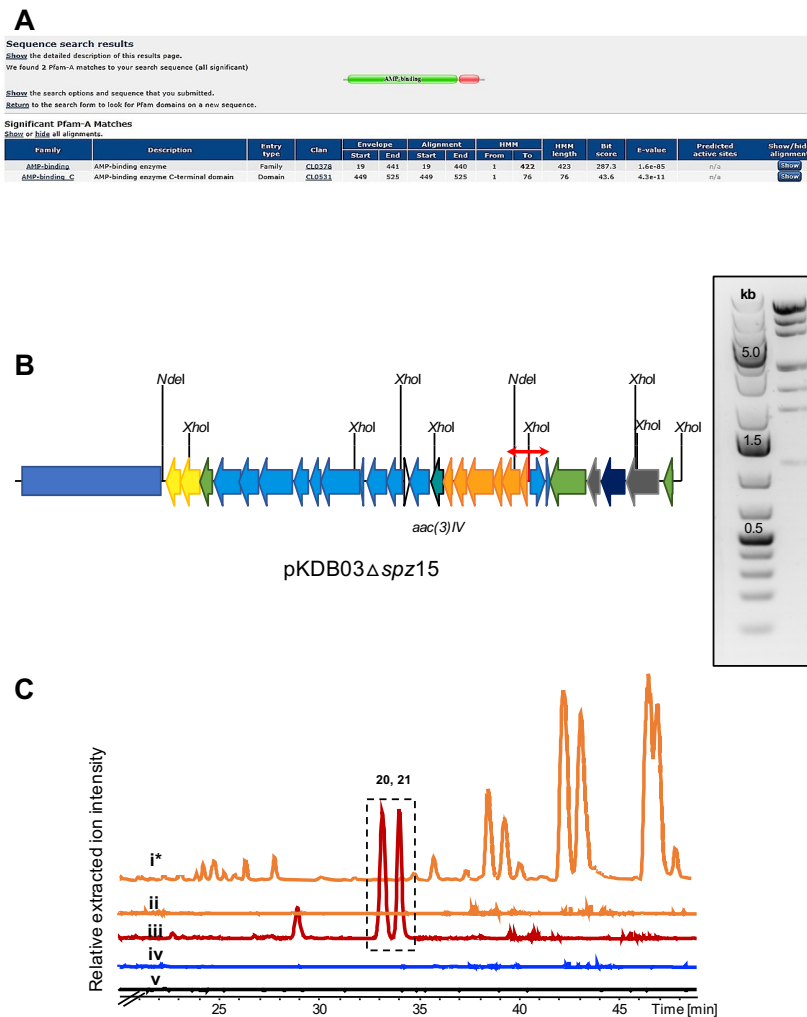 A
Sequence search results
Show the detailed description of this results page.
We found 2 Pfam-A matches to your search sequence (all significant)
AMP-binding
Show the search options and sequence that you submitted.
Return to the search form to look for Pfam domains on a new sequence.
Significant Pfam-A Matches
Show or hide all alignments.
Family Description Entry type Clan Envelope Start End Alignment Start End HMM From To HMM length Bit score E-value Predicted active sites Show/hide alignment
AMP-binding AMP-binding enzyme Family CL0378 19 441 19 440 1 422 423 287.3 1.6e-85 n/a Show
AMP-binding_C AMP-binding enzyme C-terminal domain Domain CL0531 449 525 449 525 1 76 76 43.6 4.3e-11 n/a Show
B
NdeI XhoI NdeI XhoI
XhoI XhoI XhoI XhoI XhoI XhoI
aac(3)IV
pKDB03Δspz15
kb
5.0
1.5
0.5
C
Relative extracted ion intensity
20, 21
i*
ii
iii
iv
v
25 30 35 40 45 Time [min]